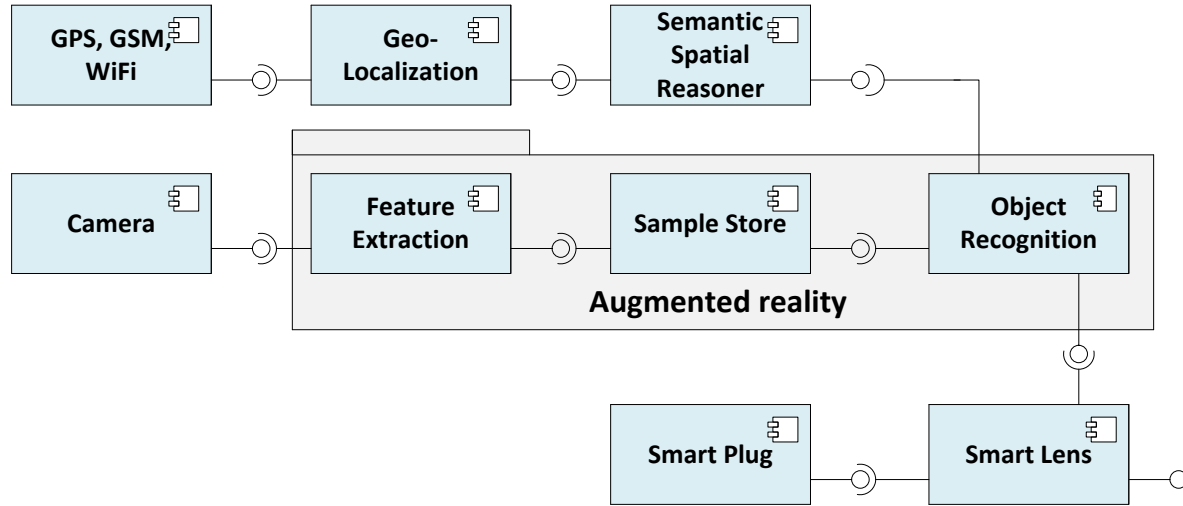 GPS, GSM,
WiFi
Geo-
Localization
Semantic
Spatial
Reasoner
Camera
Feature
Extraction
Sample Store
Object
Recognition
Augmented reality
Smart Plug
Smart Lens